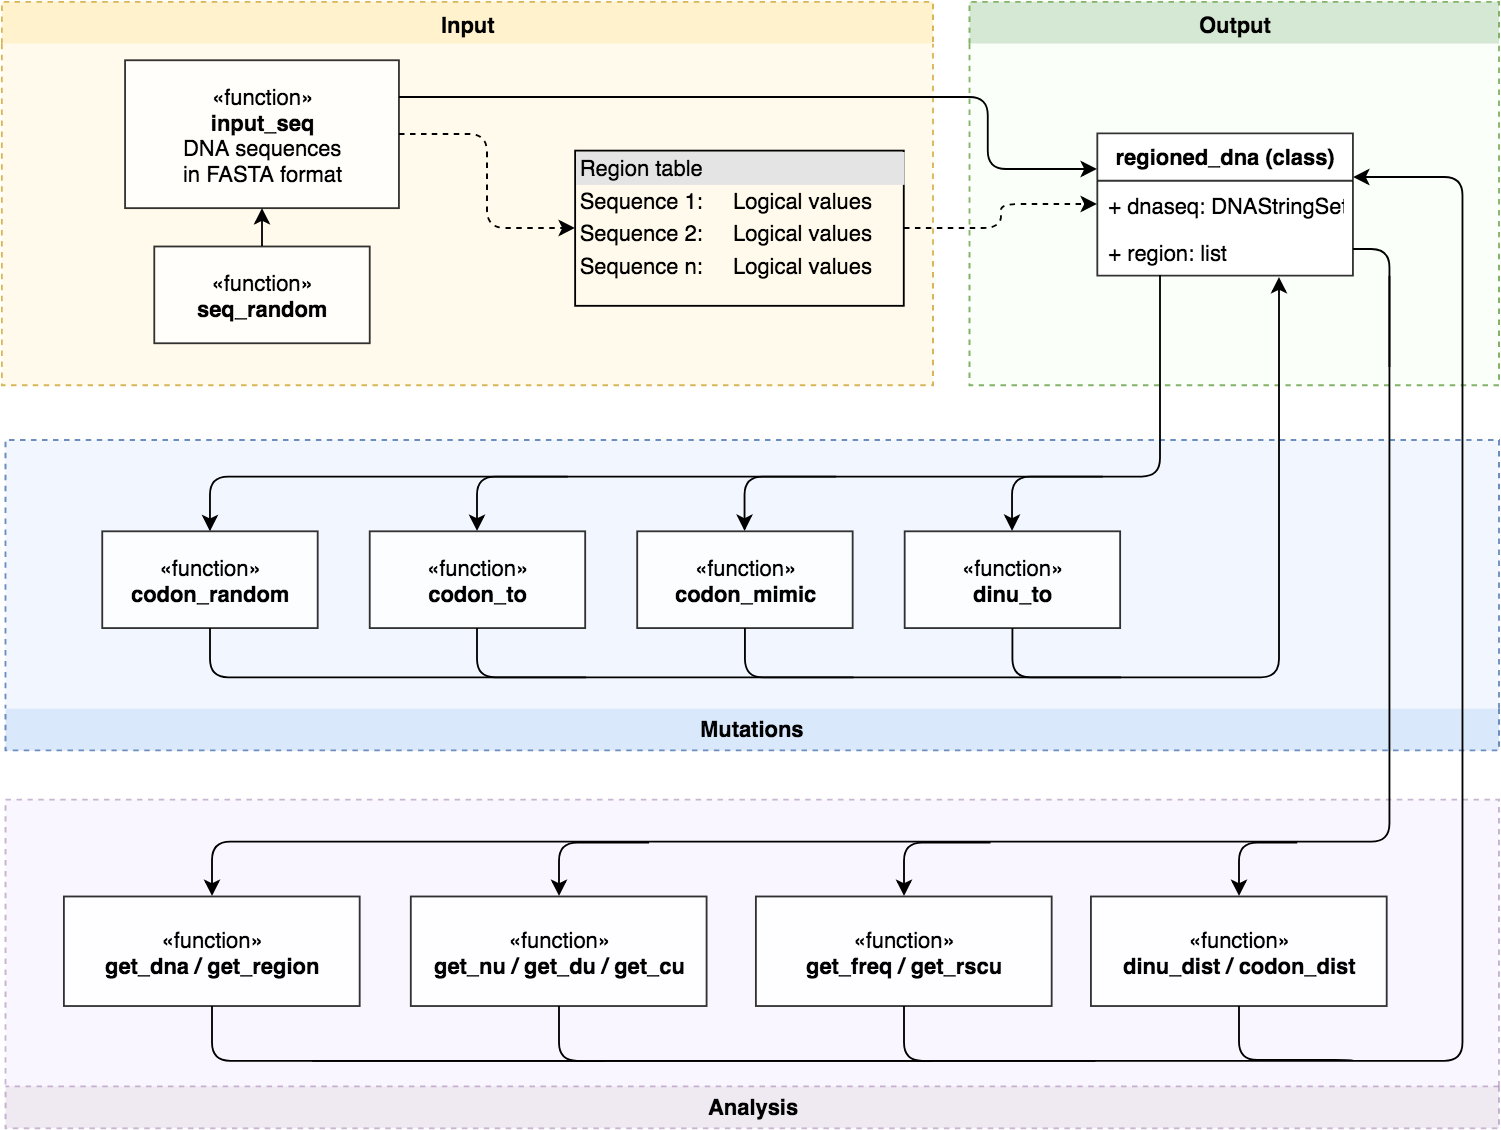 Input
«function»
input_seq
DNA sequences
in FASTA format
«function»
seq_random
Region table
Sequence 1: Logical values
Sequence 2: Logical values
Sequence n: Logical values
Output
regioned_dna (class)
+ dnaseq: DNAStringSet
+ region: list
«function»
codon_random
«function»
codon_to
«function»
codon_mimic
«function»
dinu_to
Mutations
«function»
get_dna / get_region
«function»
get_nu / get_du / get_cu
«function»
get_freq / get_rscu
«function»
dinu_dist / codon_dist
Analysis